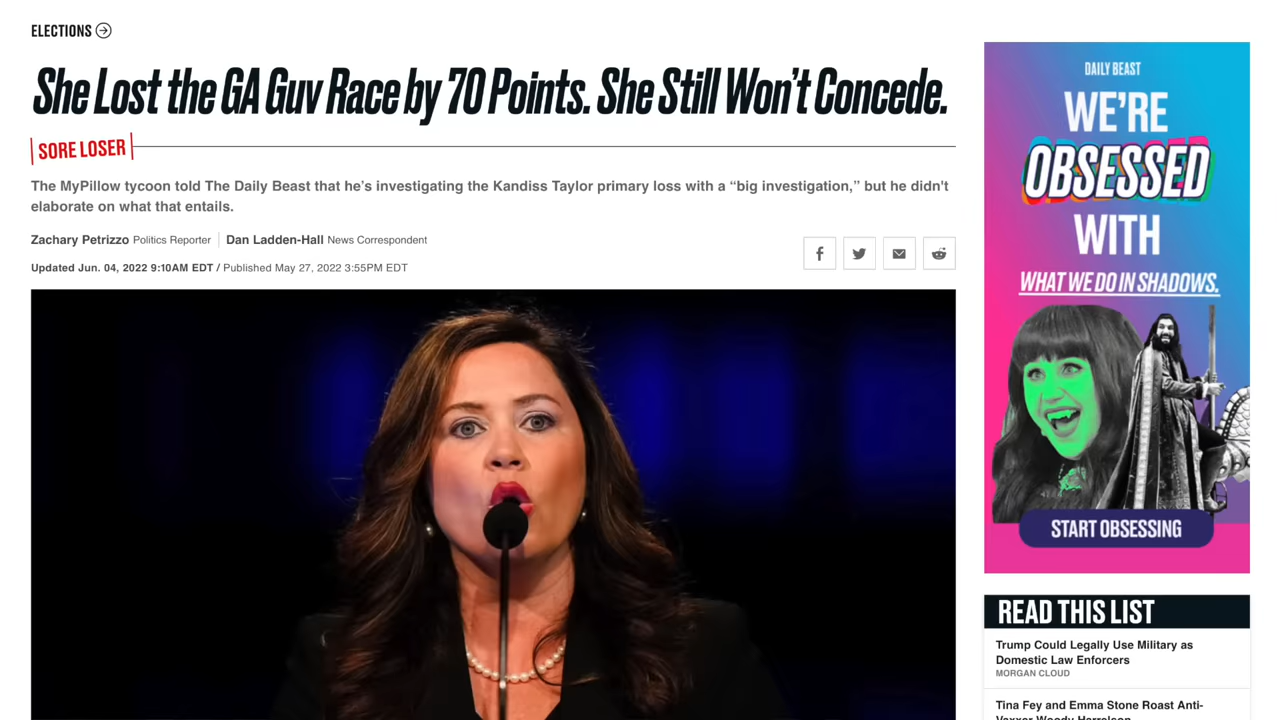 ELECTIONS
She Lost the GA Guv Race by 70 Points. She Still Won't Concede.
SORE LOSER
The MyPillow tycoon told The Daily Beast that he's investigating the Kandiss Taylor primary loss with a “big investigation,” but he didn't
elaborate on what that entails.
Zachary Petrizzo Politics Reporter | Dan Ladden-Hall News Correspondent
Updated Jun. 04, 2022 9:10AM EDT / Published May 27, 2022 3:55PM EDT
DAILY BEAST
WE'RE
OBSESSED
WITH
WHAT WE DO IN SHADOWS.
START OBSESSING
READ THIS LIST
Trump Could Legally Use Military as
Domestic Law Enforcers
MORGAN CLOUD
Tina Fey and Emma Stone Roast Anti-
Vaxxer Woody Harrelson